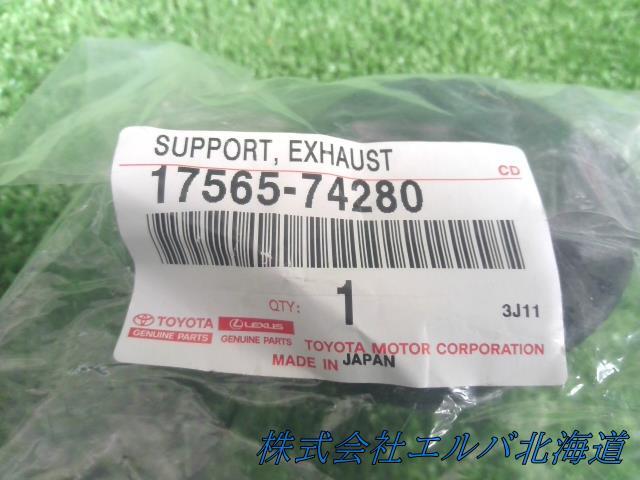 SUPPORT, EXHAUST
CD
17565-74280
QTY: 1
3J11
TOYOTA LEXUS
GENUINE PARTS GENUINE PARTS
TOYOTA MOTOR CORPORATION
MADE IN JAPAN
株式会社エルバ北海道